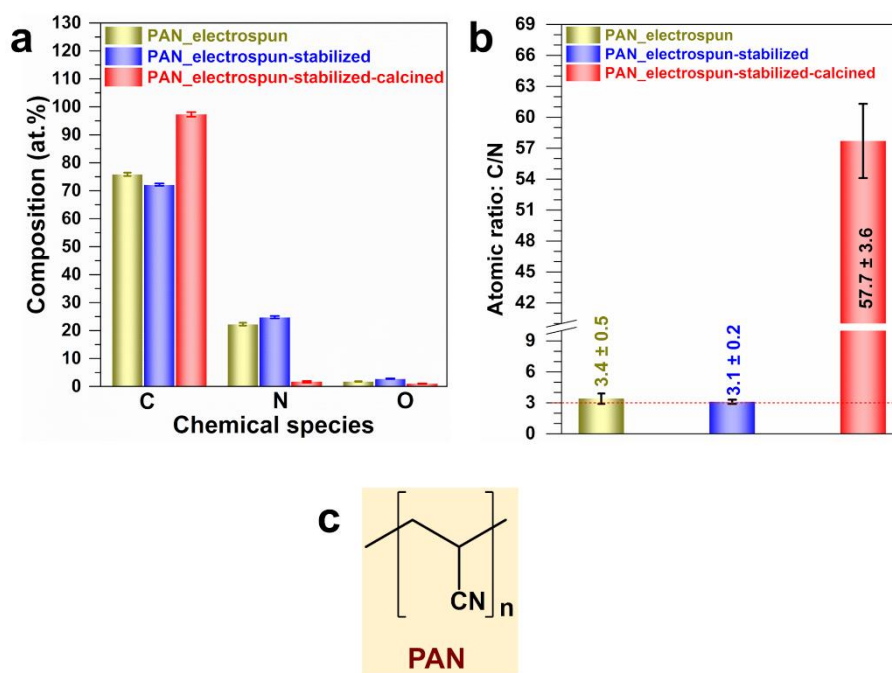 a
130
120
110
100
90
80
70
60
50
40
30
20
10
0
Composition (at.%)
PAN_electrospun
PAN_electrospun-stabilized
PAN_electrospun-stabilized-calcined
C N O
Chemical species
b
69
66
63
60
57
54
51
48
45
42
9
6
3
0
Atomic ratio: C/N
PAN_electrospun
PAN_electrospun-stabilized
PAN_electrospun-stabilized-calcined
3.4 ± 0.5
3.1 ± 0.2
57.7 ± 3.6
c
CN
n
PAN